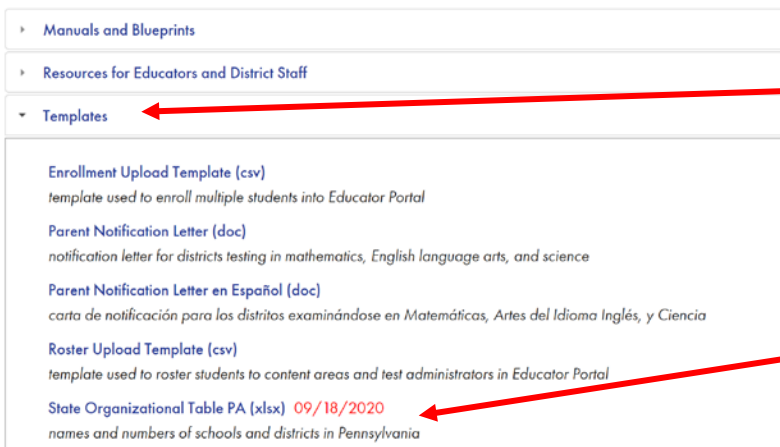 Manuals and Blueprints
Resources for Educators and District Staff
Templates
Enrollment Upload Template (csv)
template used to enroll multiple students into Educator Portal
Parent Notification Letter (doc)
notification letter for districts testing in mathematics, English language arts, and science
Parent Notification Letter en Español (doc)
carta de notificación para los distritos examinándose en Matemáticas, Artes del Idioma Inglés, y Ciencia
Roster Upload Template (csv)
template used to roster students to content areas and test administrators in Educator Portal
State Organizational Table PA (xlsx) 09/18/2020
names and numbers of schools and districts in Pennsylvania